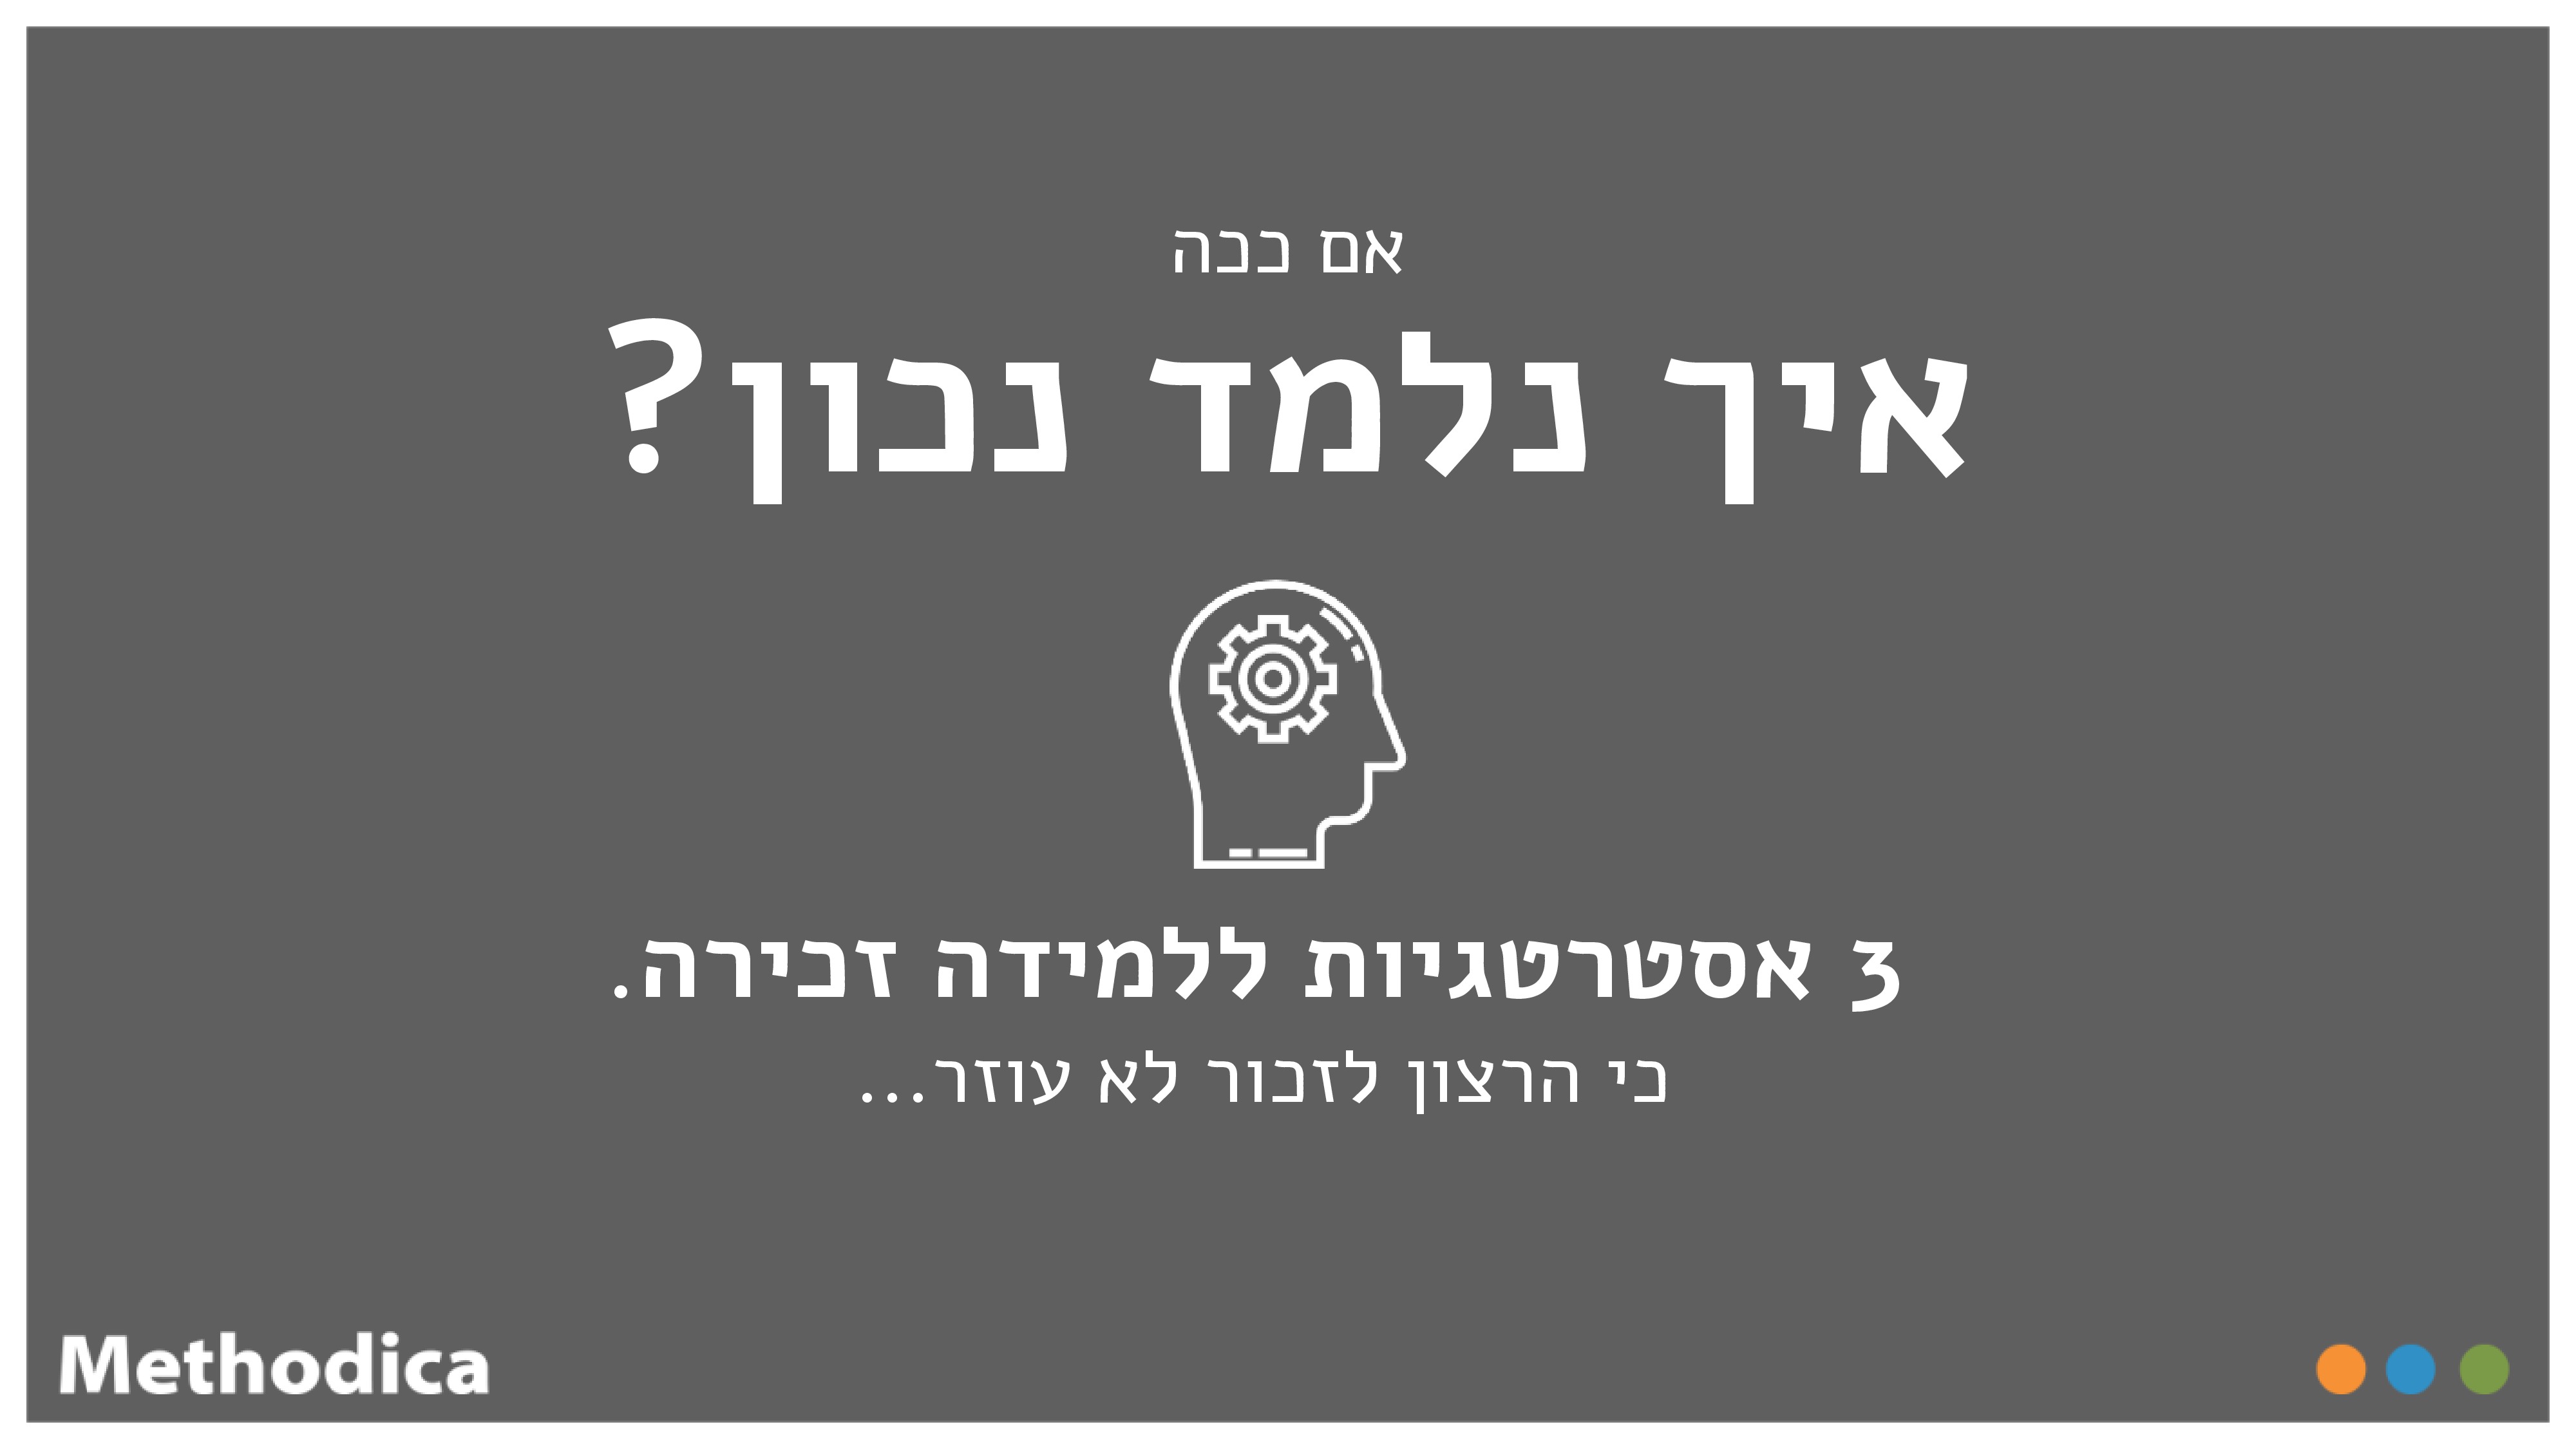 אם ככה
איך נלמד נכון?
3 אסטרטגיות ללמידה זכירה.
כי הרצון לזכור לא עוזר...
Methodica